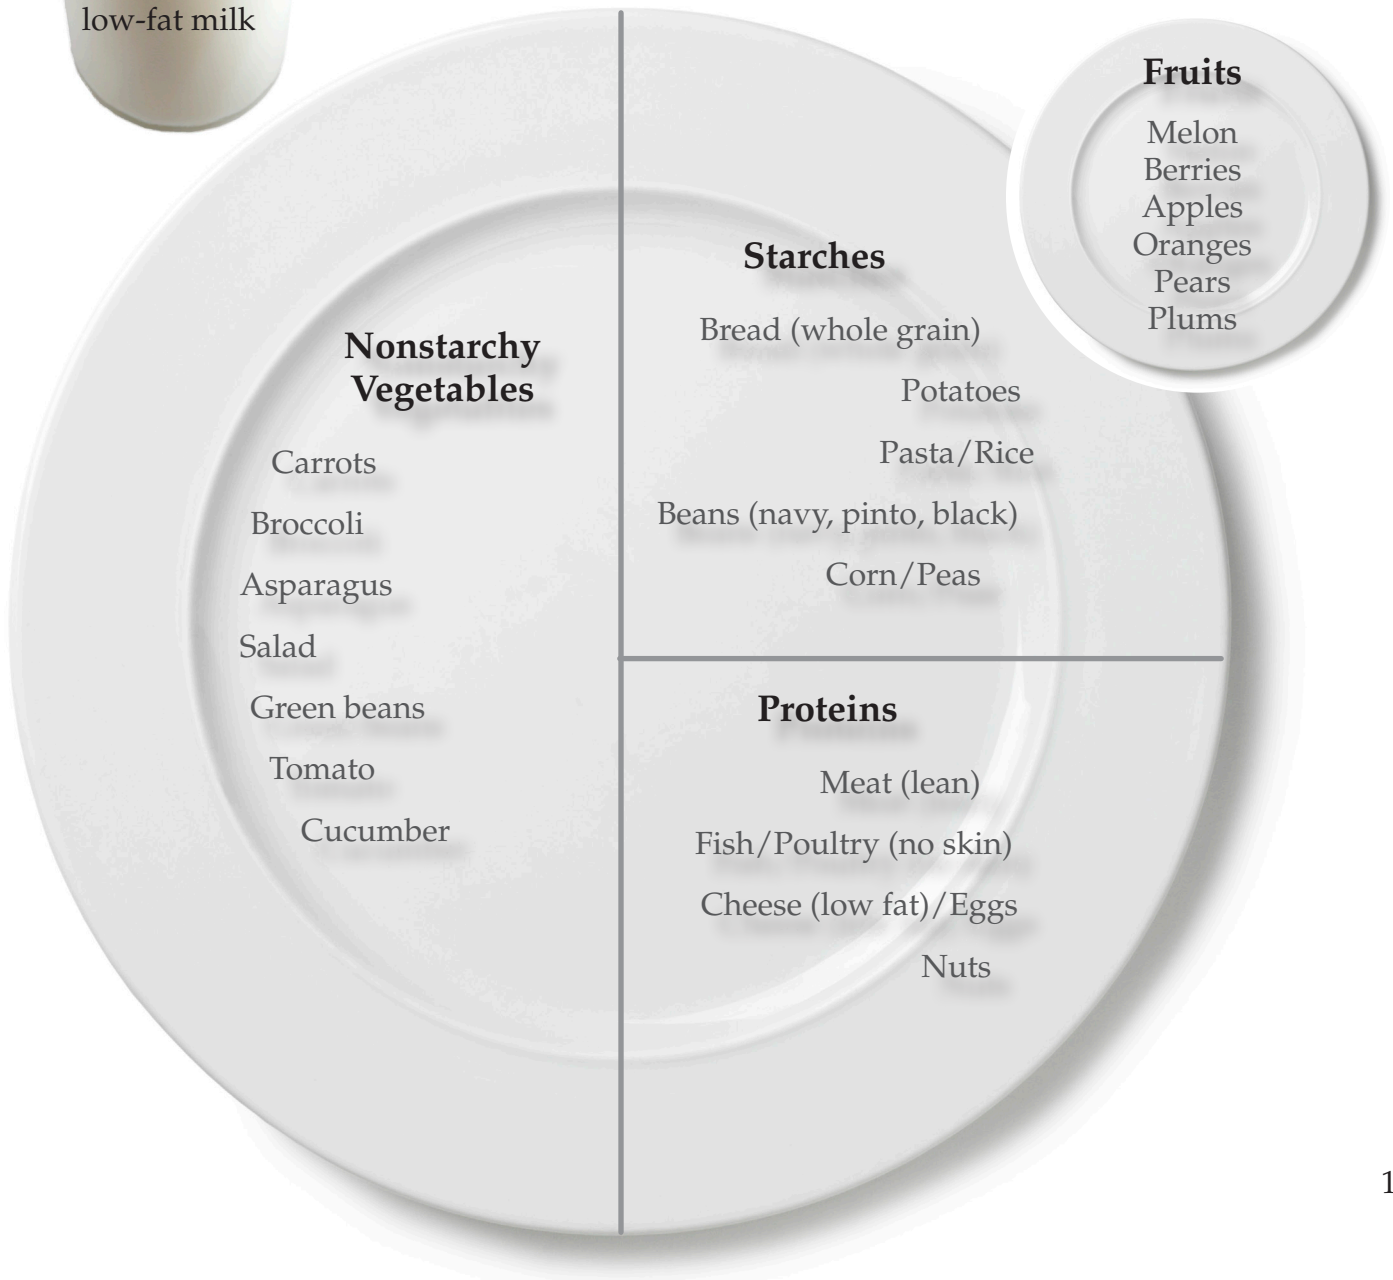 low-fat milk
Fruits
Melon
Berries
Apples
Oranges
Pears
Plums
Starches
Bread (whole grain)
Potatoes
Pasta/Rice
Beans (navy, pinto, black)
Corn/Peas
Nonstarchy
Vegetables
Carrots
Broccoli
Asparagus
Salad
Green beans
Tomato
Cucumber
Proteins
Meat (lean)
Fish/Poultry (no skin)
Cheese (low fat)/Eggs
Nuts
1